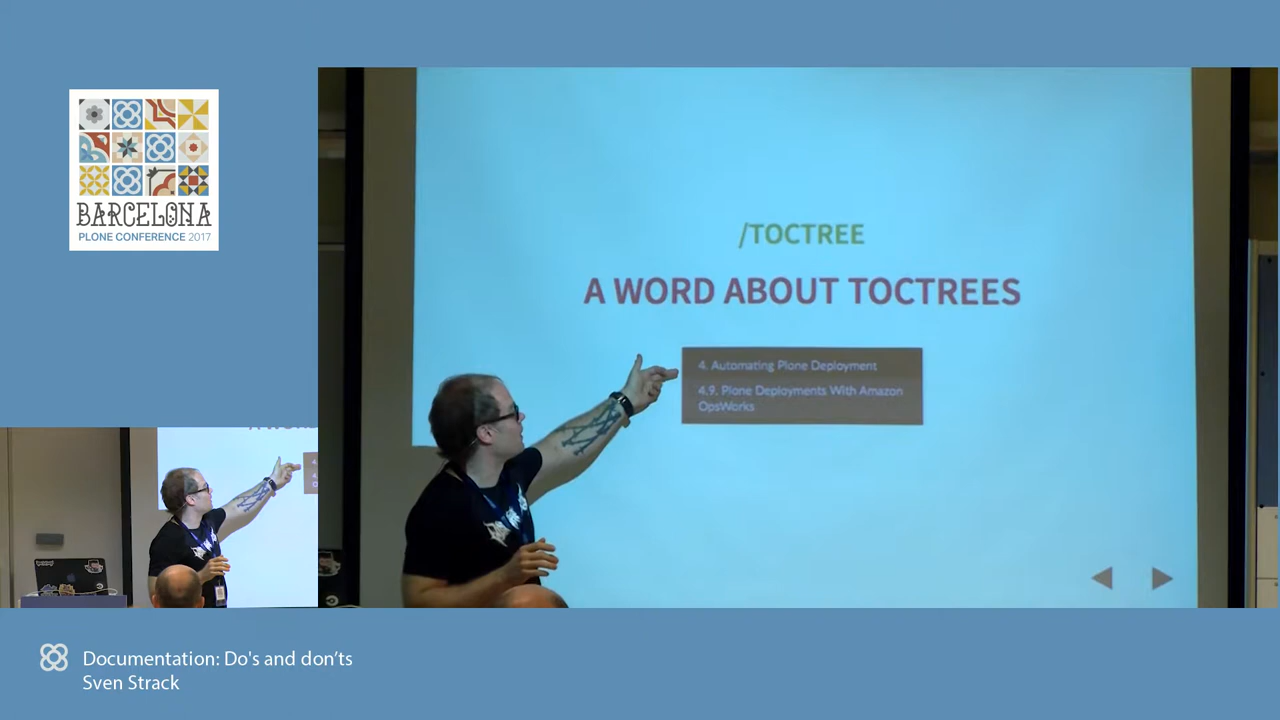 BARCELONA
PLONE CONFERENCE 2017
/TOCTREE
A WORD ABOUT TOCTREES
4. Automating Plone Deployment
4.9. Plone Deployments With Amazon
OpsWorks
Documentation: Do's and don’ts
Sven Strack